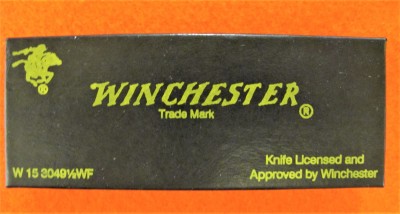 WINCHESTER ®
Trade Mark
®
Knife Licensed and
W 15 3049½WF
Approved by Winchester